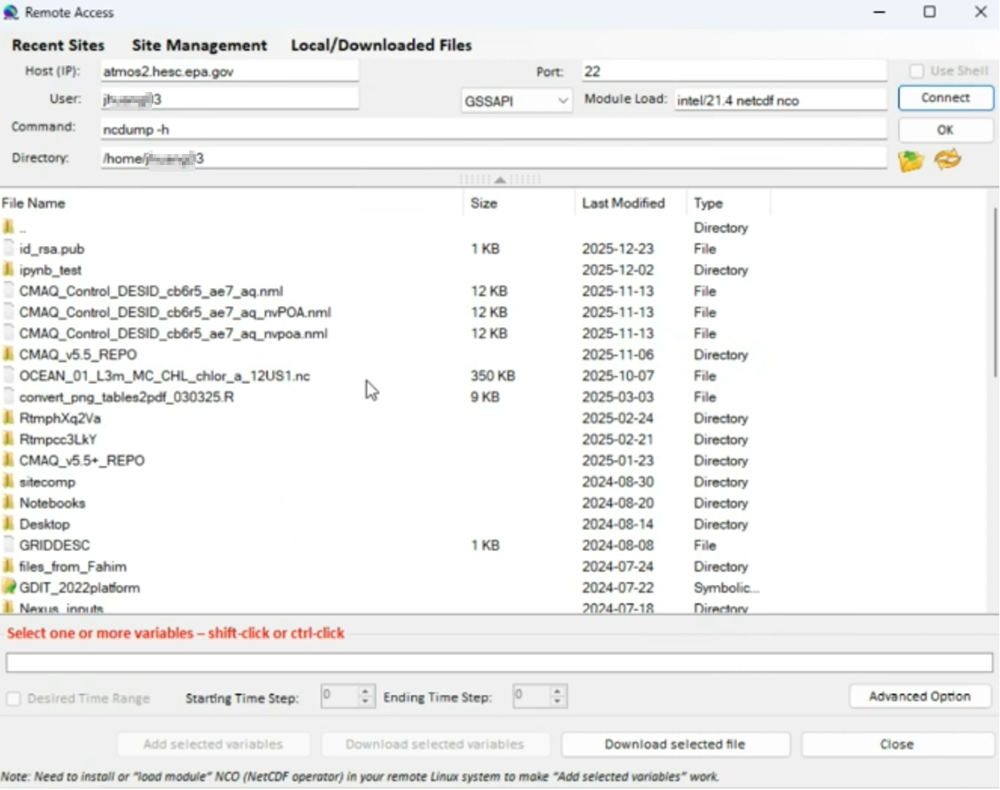 Remote Access
Recent Sites Site Management Local/Downloaded Files
Host (IP): atmos2.hesc.epa.gov Port: 22 Use Shell
User: GSSAPI Module Load: intel/21.4 netcdf nco Connect
Command: ncdump -h OK
Directory: /home/
File Name Size Last Modified Type
.. Directory
id_rsa.pub 1 KB 2025-12-23 File
ipynb_test 2025-12-02 Directory
CMAQ_Control_DESID_cb6r5_ae7_aq.nml 12 KB 2025-11-13 File
CMAQ_Control_DESID_cb6r5_ae7_aq_nvPOA.nml 12 KB 2025-11-13 File
CMAQ_Control_DESID_cb6r5_ae7_aq_nvpoa.nml 12 KB 2025-11-13 File
CMAQ_v5.5_REPO 2025-11-06 Directory
OCEAN_01_L3m_MC_CHL_chlor_a_12US1.nc 350 KB 2025-10-07 File
convert_png_tables2pdf_030325.R 9 KB 2025-03-03 File
RtmphXq2Va 2025-02-24 Directory
Rtmpcc3LkY 2025-02-21 Directory
CMAQ_v5.5+_REPO 2025-01-23 Directory
sitecomp 2024-08-30 Directory
Notebooks 2024-08-20 Directory
Desktop 2024-08-14 Directory
GRIDDESC 1 KB 2024-08-08 File
files_from_Fahim 2024-07-24 Directory
GDIT_2022platform 2024-07-22 Symbolic...
Nexus_inputs 2024-07-18 Directory
Select one or more variables – shift-click or ctrl-click
Desired Time Range Starting Time Step: 0 Ending Time Step: 0 Advanced Option
Add selected variables Download selected variables Download selected file Close
Note: Need to install or “load module” NCO (NetCDF operator) in your remote Linux system to make “Add selected variables” work.